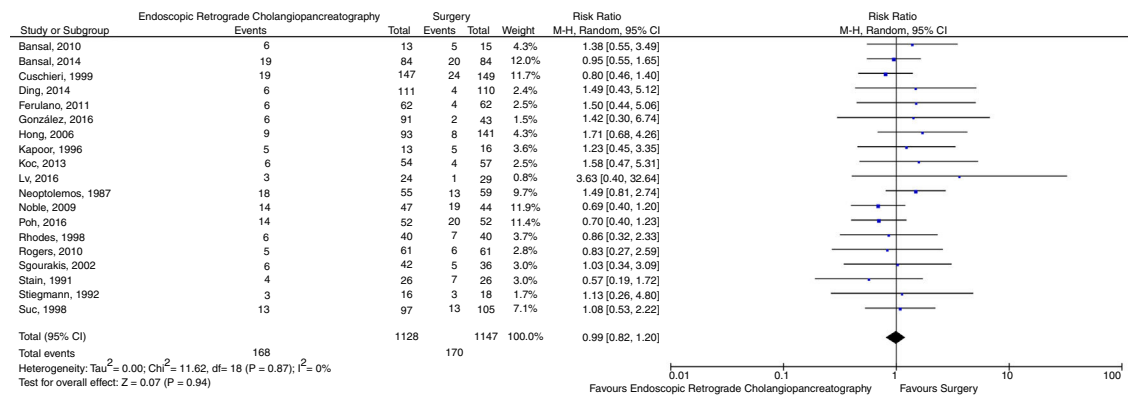 Endoscopic Retrograde Cholangiopancreatography Surgery Risk Ratio Risk Ratio
Study or Subgroup Events Total Events Total Weight M-H, Random, 95% CI M-H, Random, 95% CI
Bansal, 2010 6 13 5 15 4.3% 1.38 [0.55, 3.49]
Bansal, 2014 19 84 20 84 12.0% 0.95 [0.55, 1.65]
Cuschieri, 1999 19 147 24 149 11.7% 0.80 [0.46, 1.40]
Ding, 2014 6 111 4 110 2.4% 1.49 [0.43, 5.12]
Ferulano, 2011 6 62 4 62 2.6% 1.50 [0.44, 5.06]
González, 2016 6 91 2 43 1.5% 1.42 [0.30, 6.74]
Hong, 2006 9 93 8 141 4.3% 1.71 [0.68, 4.26]
Kapoor, 1996 5 13 5 16 3.6% 1.23 [0.45, 3.35]
Koc, 2013 6 54 4 57 2.5% 1.58 [0.47, 5.31]
Lv, 2016 3 24 1 29 0.8% 3.63 [0.40, 32.64]
Neoptolemos, 1987 18 55 13 59 9.7% 1.49 [0.81, 2.74]
Noble, 2009 14 47 19 44 11.9% 0.69 [0.40, 1.20]
Poh, 2016 14 52 20 52 11.4% 0.70 [0.40, 1.23]
Rhodes, 1998 6 40 7 40 3.7% 0.86 [0.32, 2.33]
Rogers, 2010 5 61 6 61 2.8% 0.83 [0.27, 2.59]
Sgourakis, 2002 6 42 5 36 3.0% 1.03 [0.34, 3.09]
Stain, 1991 4 26 7 26 3.0% 0.57 [0.19, 1.72]
Stiegmann, 1992 3 16 3 18 1.7% 1.13 [0.26, 4.80]
Suc, 1998 13 97 13 105 7.1% 1.08 [0.53, 2.22]
Total (95% CI) 1128 1147 100.0% 0.99 [0.82, 1.20]
Total events 168 170
Heterogeneity: Tau2= 0.00; Chi2= 11.62, df= 18 (P = 0.87); I2= 0%
Test for overall effect: Z = 0.07 (P = 0.94)
0.01 0.1 1 10 100
Favours Endoscopic Retrograde Cholangiopancreatography Favours Surgery